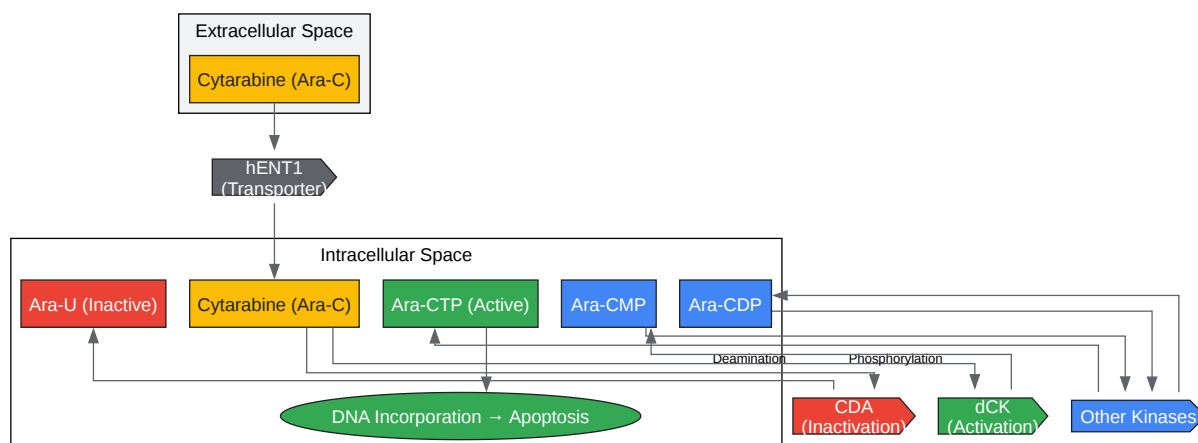 Extracellular Space
Cytarabine (Ara-C)
hENT1
(Transporter)
Intracellular Space
Ara-U (Inactive)
Cytarabine (Ara-C)
Ara-CTP (Active)
Ara-CMP
Ara-CDP
Deamination
Phosphorylation
DNA Incorporation → Apoptosis
CDA
(Inactivation)
dCK
(Activation)
Other Kinases